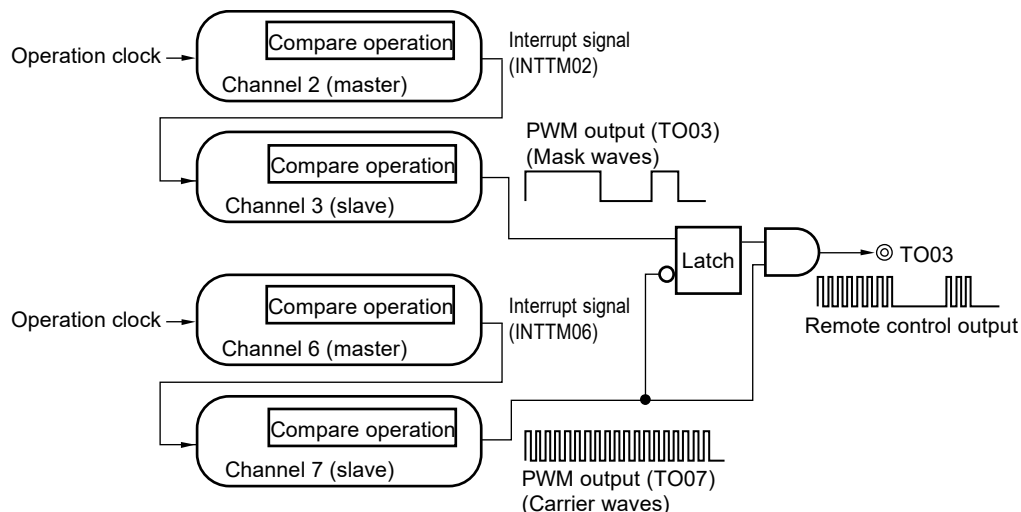 Operation clock
Compare operation
Channel 2 (master)
Interrupt signal
(INTTM02)
Compare operation
Channel 3 (slave)
PWM output (TO03)
(Mask waves)
Latch
TO03
Remote control output
Operation clock
Compare operation
Channel 6 (master)
Interrupt signal
(INTTM06)
Compare operation
Channel 7 (slave)
PWM output (TO07)
(Carrier waves)